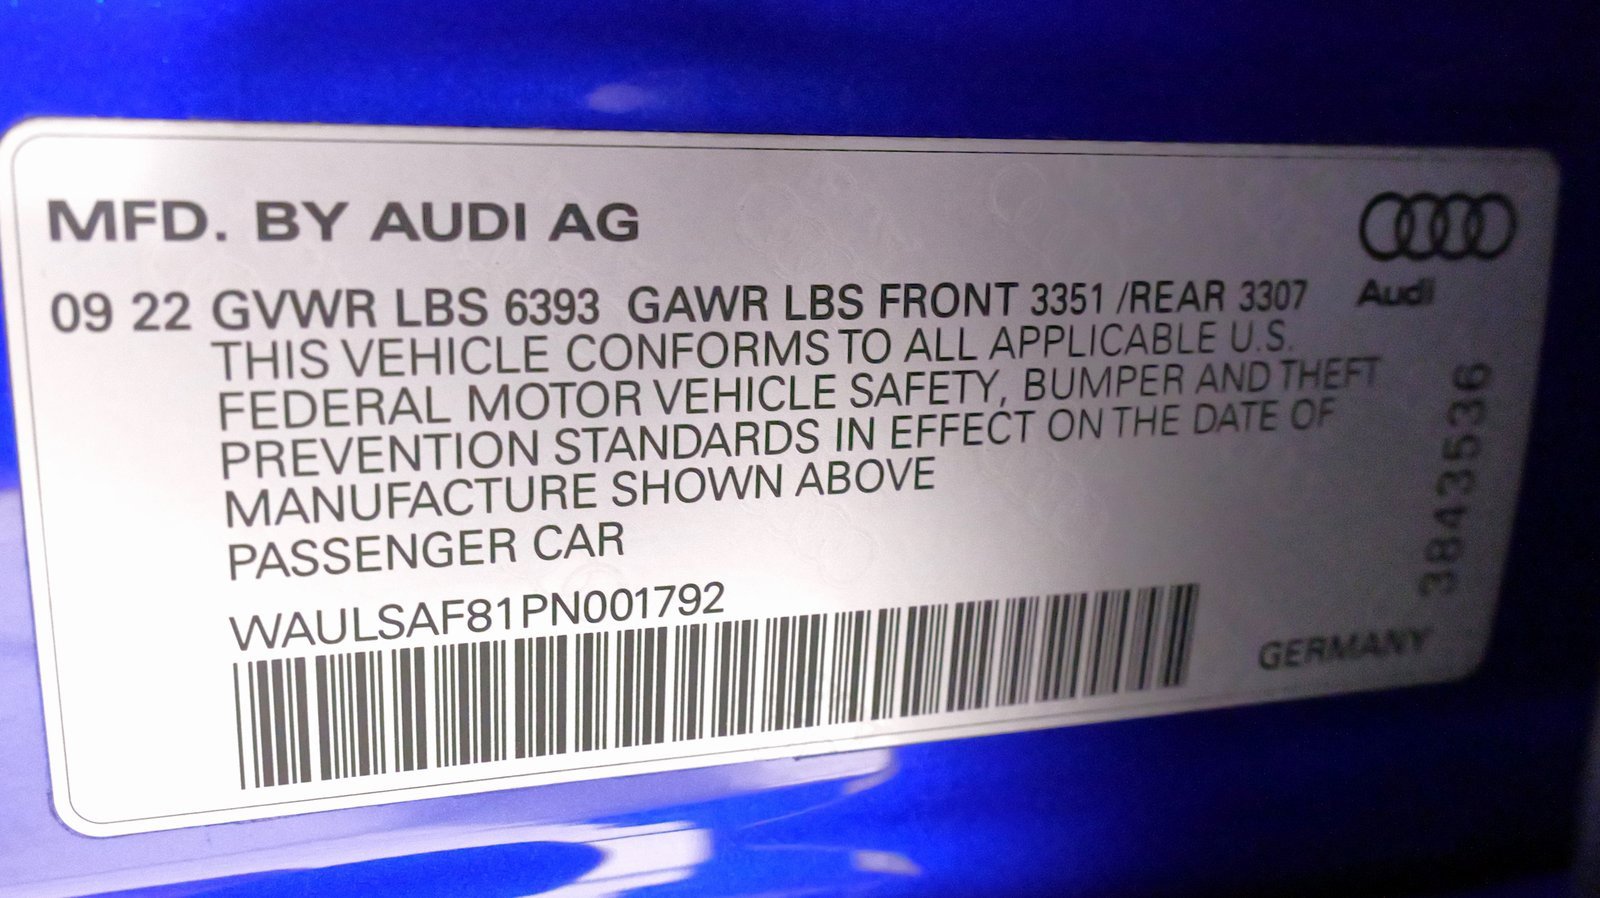 MFD. BY AUDI AG
Audi
09 22 GVWR LBS 6393 GAWR LBS FRONT 3351 /REAR 3307
THIS VEHICLE CONFORMS TO ALL APPLICABLE U.S.
FEDERAL MOTOR VEHICLE SAFETY, BUMPER AND THEFT
PREVENTION STANDARDS IN EFFECT ON THE DATE OF
MANUFACTURE SHOWN ABOVE
PASSENGER CAR
WAULSAF81PN001792
3843536
GERMANY